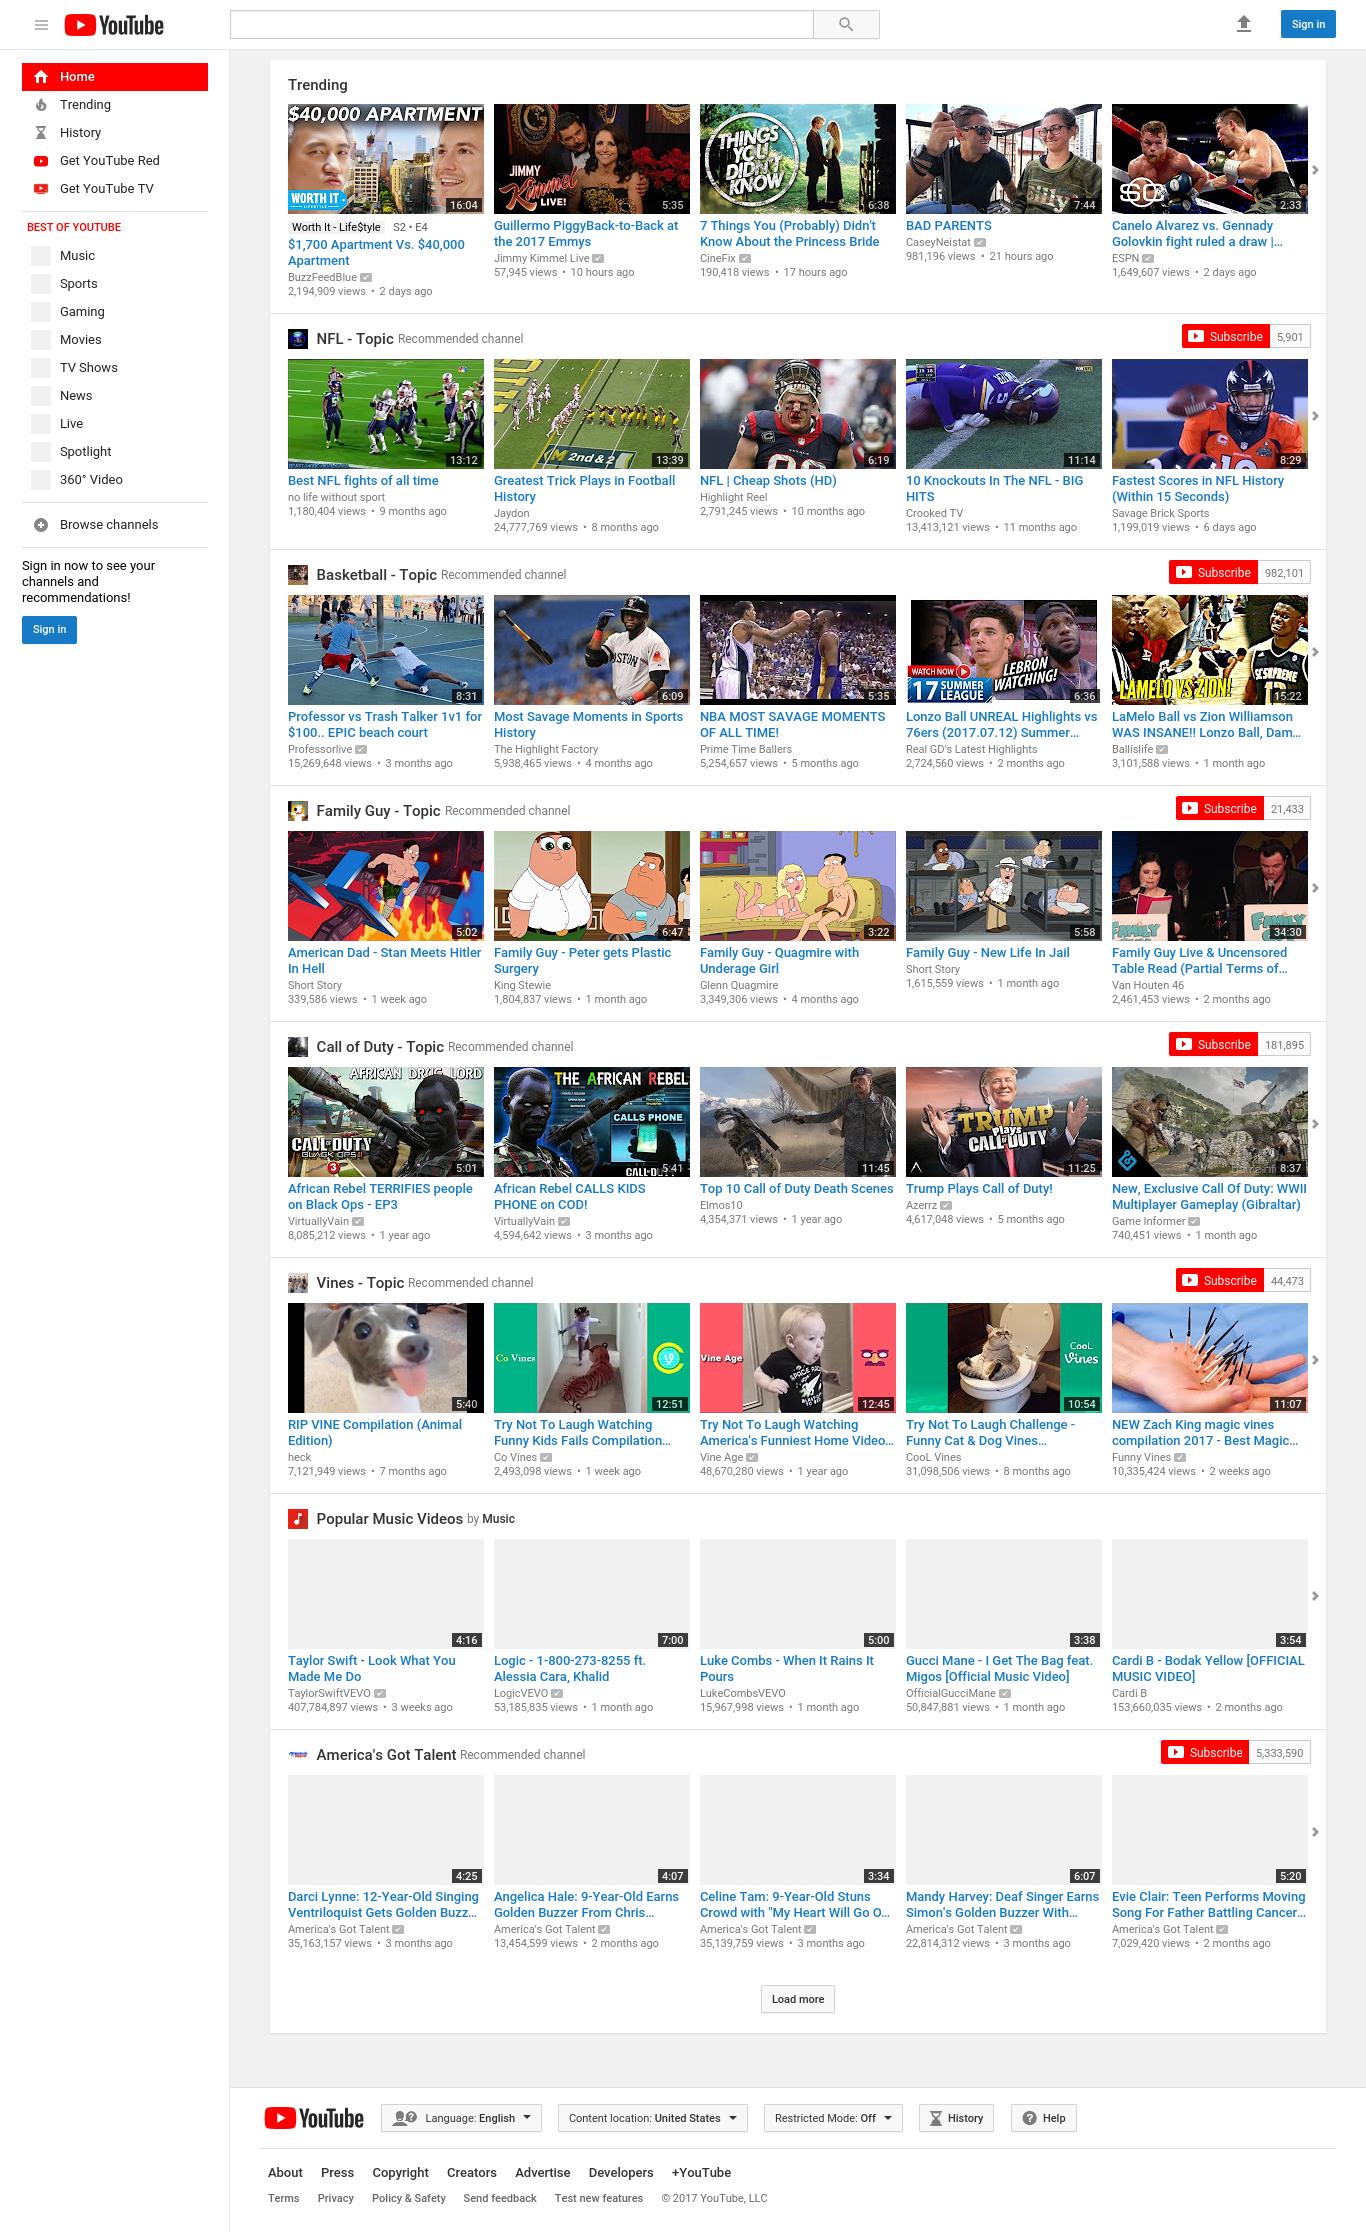 YouTube
Sign in
Home
Trending
History
Get YouTube Red
Get YouTube TV
BEST OF YOUTUBE
Music
Sports
Gaming
Movies
TV Shows
News
Live
Spotlight
360° Video
Browse channels
Sign in now to see your
channels and
recommendations!
Sign in
Trending
$40,000 APARTMENT
WORTH IT -
LIFESTYLE
16:04
Worth It - Life$tyle S2 • E4
$1,700 Apartment Vs. $40,000
Apartment
BuzzFeedBlue
2,194,909 views • 2 days ago
JIMMY
Kimmel
LIVE!
5:35
Guillermo PiggyBack-to-Back at
the 2017 Emmys
Jimmy Kimmel Live
57,945 views • 10 hours ago
THINGS
YOU
DIDN'T
KNOW
6:38
7 Things You (Probably) Didn't
Know About the Princess Bride
CineFix
190,418 views • 17 hours ago
7:44
BAD PARENTS
CaseyNeistat
981,196 views • 21 hours ago
SC
2:33
Canelo Alvarez vs. Gennady
Golovkin fight ruled a draw |...
ESPN
1,649,607 views • 2 days ago
NFL - Topic Recommended channel
Subscribe 5,901
13:12
Best NFL fights of all time
no life without sport
1,180,404 views • 9 months ago
M 2nd & 2
13:39
Greatest Trick Plays in Football
History
Jaydon
24,777,769 views • 8 months ago
6:19
NFL | Cheap Shots (HD)
Highlight Reel
2,791,245 views • 10 months ago
11:14
10 Knockouts In The NFL - BIG
HITS
Crooked TV
13,413,121 views • 11 months ago
8:29
Fastest Scores in NFL History
(Within 15 Seconds)
Savage Brick Sports
1,199,019 views • 6 days ago
Basketball - Topic Recommended channel
Subscribe 982,101
8:31
Professor vs Trash Talker 1v1 for
$100.. EPIC beach court
Professorlive
15,269,648 views • 3 months ago
BOSTON
6:09
Most Savage Moments in Sports
History
The Highlight Factory
5,938,465 views • 4 months ago
5:35
NBA MOST SAVAGE MOMENTS
OF ALL TIME!
Prime Time Ballers
5,254,657 views • 5 months ago
LEBRON
WATCHING!
WATCH NOW
17 SUMMER
LEAGUE
6:36
Lonzo Ball UNREAL Highlights vs
76ers (2017.07.12) Summer...
Real GD's Latest Highlights
2,724,560 views • 2 months ago
LAMELO VS ZION!
SC SUPREME
15:22
LaMelo Ball vs Zion Williamson
WAS INSANE!! Lonzo Ball, Dam...
Ballislife
3,101,588 views • 1 month ago
Family Guy - Topic Recommended channel
Subscribe 21,433
5:02
American Dad - Stan Meets Hitler
In Hell
Short Story
339,586 views • 1 week ago
6:47
Family Guy - Peter gets Plastic
Surgery
King Stewie
1,804,837 views • 1 month ago
3:22
Family Guy - Quagmire with
Underage Girl
Glenn Quagmire
3,349,306 views • 4 months ago
5:58
Family Guy - New Life In Jail
Short Story
1,615,559 views • 1 month ago
FAMILY
34:30
Family Guy Live & Uncensored
Table Read (Partial Terms of...
Van Houten 46
2,461,453 views • 2 months ago
Call of Duty - Topic Recommended channel
Subscribe 181,895
AFRICAN DRUG LORD
CALL OF DUTY
BLACK OPS II
3
5:01
African Rebel TERRIFIES people
on Black Ops - EP3
VirtuallyVain
8,085,212 views • 1 year ago
THE AFRICAN REBEL
CALLS PHONE
CALL OF DUTY
5:41
African Rebel CALLS KIDS
PHONE on COD!
VirtuallyVain
4,594,642 views • 3 months ago
11:45
Top 10 Call of Duty Death Scenes
Elmos10
4,354,371 views • 1 year ago
TRUMP
Plays
CALL OF DUTY
11:25
Trump Plays Call of Duty!
Azerrz
4,617,048 views • 5 months ago
8:37
New, Exclusive Call Of Duty: WWII
Multiplayer Gameplay (Gibraltar)
Game Informer
740,451 views • 1 month ago
Vines - Topic Recommended channel
Subscribe 44,473
5:40
RIP VINE Compilation (Animal
Edition)
heck
7,121,949 views • 7 months ago
Co Vines
12:51
Try Not To Laugh Watching
Funny Kids Fails Compilation...
Co Vines
2,493,098 views • 1 week ago
Vine Age
12:45
Try Not To Laugh Watching
America's Funniest Home Video...
Vine Age
48,670,280 views • 1 year ago
CooL
Vines
10:54
Try Not To Laugh Challenge -
Funny Cat & Dog Vines...
CooL Vines
31,098,506 views • 8 months ago
11:07
NEW Zach King magic vines
compilation 2017 - Best Magic...
Funny Vines
10,335,424 views • 2 weeks ago
Popular Music Videos by Music
4:16
Taylor Swift - Look What You
Made Me Do
TaylorSwiftVEVO
407,784,897 views • 3 weeks ago
7:00
Logic - 1-800-273-8255 ft.
Alessia Cara, Khalid
LogicVEVO
53,185,835 views • 1 month ago
5:00
Luke Combs - When It Rains It
Pours
LukeCombsVEVO
15,967,998 views • 1 month ago
3:38
Gucci Mane - I Get The Bag feat.
Migos [Official Music Video]
OfficialGucciMane
50,847,881 views • 1 month ago
3:54
Cardi B - Bodak Yellow [OFFICIAL
MUSIC VIDEO]
Cardi B
153,660,035 views • 2 months ago
America's Got Talent Recommended channel
Subscribe 5,333,590
4:25
Darci Lynne: 12-Year-Old Singing
Ventriloquist Gets Golden Buzz...
America's Got Talent
35,163,157 views • 3 months ago
4:07
Angelica Hale: 9-Year-Old Earns
Golden Buzzer From Chris...
America's Got Talent
13,454,599 views • 2 months ago
3:34
Celine Tam: 9-Year-Old Stuns
Crowd with "My Heart Will Go O...
America's Got Talent
35,139,759 views • 3 months ago
6:07
Mandy Harvey: Deaf Singer Earns
Simon's Golden Buzzer With...
America's Got Talent
22,814,312 views • 3 months ago
5:20
Evie Clair: Teen Performs Moving
Song For Father Battling Cancer...
America's Got Talent
7,029,420 views • 2 months ago
Load more
YouTube
Language: English
Content location: United States
Restricted Mode: Off
History
Help
About Press Copyright Creators Advertise Developers +YouTube
Terms Privacy Policy & Safety Send feedback Test new features © 2017 YouTube, LLC